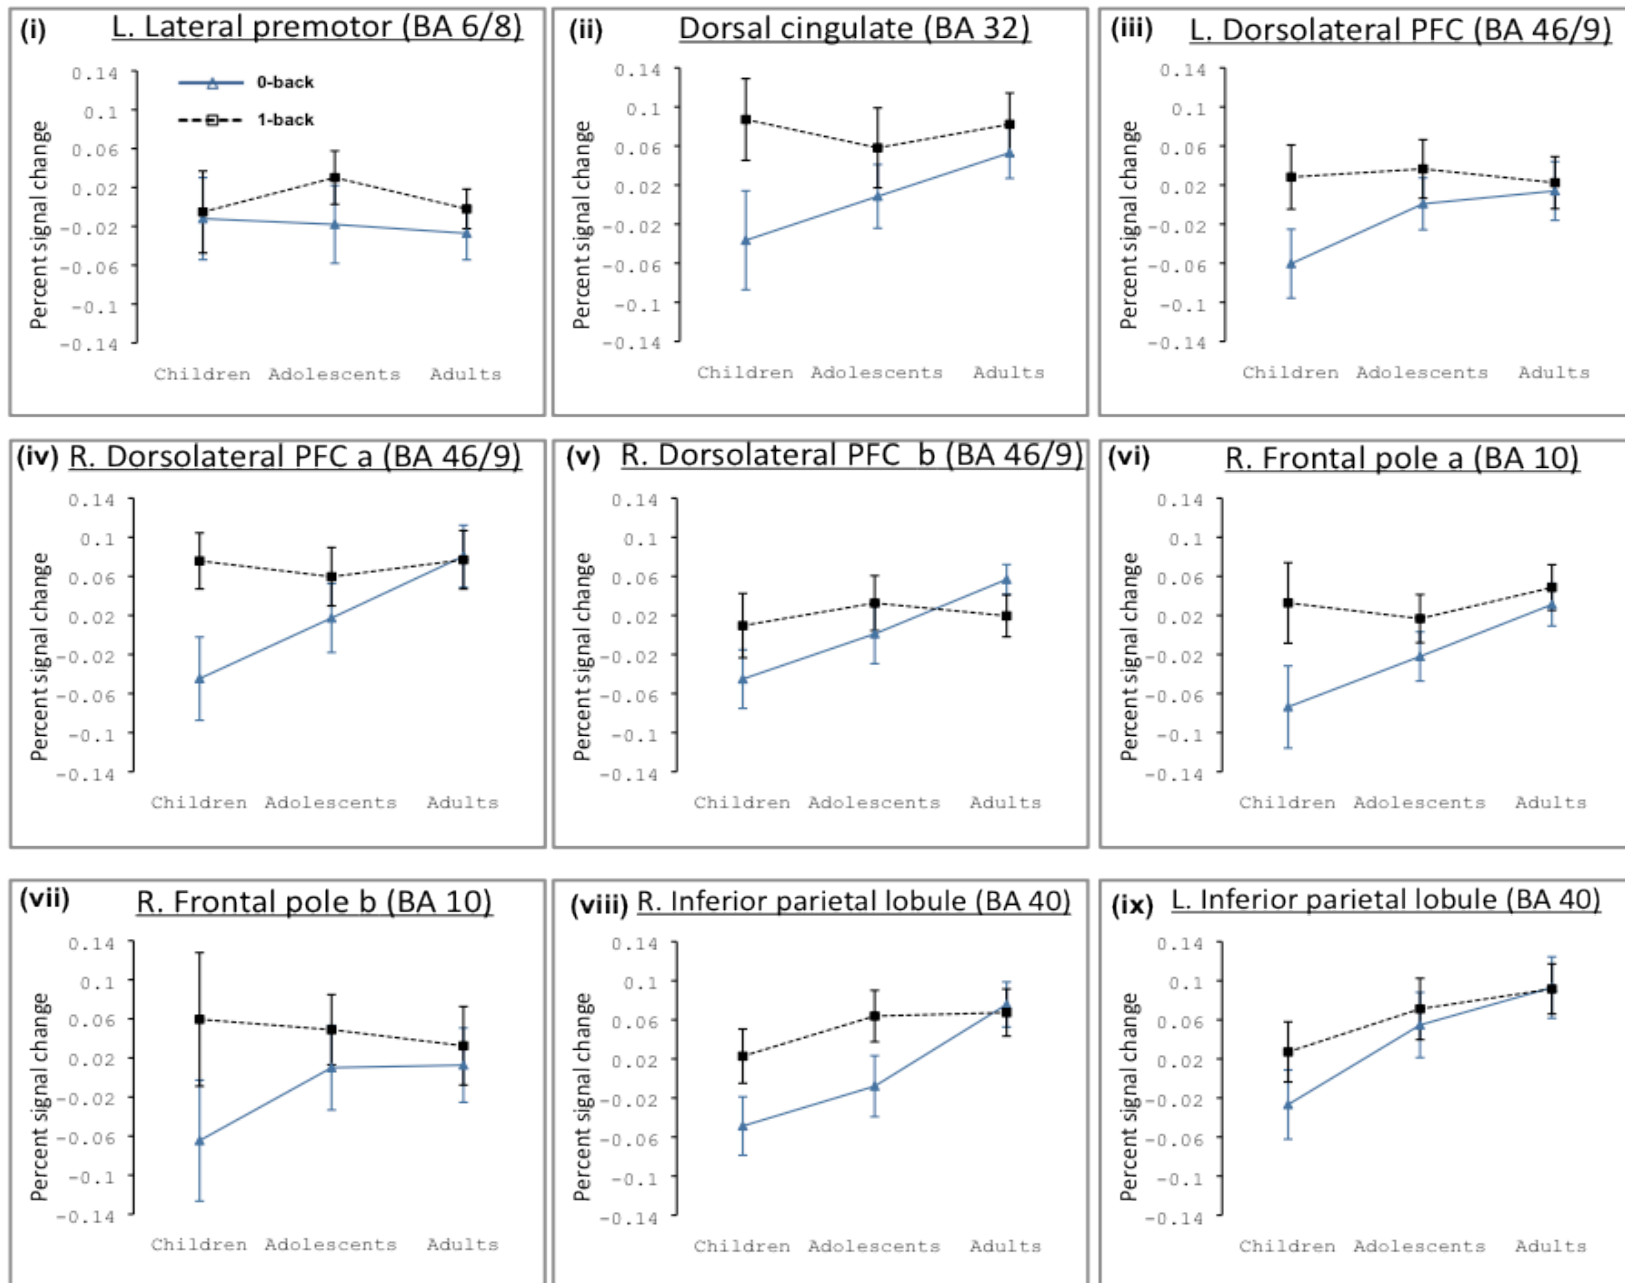 (i) L. Lateral premotor (BA 6/8)
0.14
0.1
0.06
0.02
-0.02
-0.06
-0.1
-0.14
Percent signal change
0-back
1-back
Children Adolescents Adults
(ii) Dorsal cingulate (BA 32)
0.14
0.1
0.06
0.02
-0.02
-0.06
-0.1
-0.14
Percent signal change
Children Adolescents Adults
(iii) L. Dorsolateral PFC (BA 46/9)
0.14
0.1
0.06
0.02
-0.02
-0.06
-0.1
-0.14
Percent signal change
Children Adolescents Adults
(iv) R. Dorsolateral PFC a (BA 46/9)
0.14
0.1
0.06
0.02
-0.02
-0.06
-0.1
-0.14
Percent signal change
Children Adolescents Adults
(v) R. Dorsolateral PFC b (BA 46/9)
0.14
0.1
0.06
0.02
-0.02
-0.06
-0.1
-0.14
Percent signal change
Children Adolescents Adults
(vi) R. Frontal pole a (BA 10)
0.14
0.1
0.06
0.02
-0.02
-0.06
-0.1
-0.14
Percent signal change
Children Adolescents Adults
(vii) R. Frontal pole b (BA 10)
0.14
0.1
0.06
0.02
-0.02
-0.06
-0.1
-0.14
Percent signal change
Children Adolescents Adults
(viii) R. Inferior parietal lobule (BA 40)
0.14
0.1
0.06
0.02
-0.02
-0.06
-0.1
-0.14
Percent signal change
Children Adolescents Adults
(ix) L. Inferior parietal lobule (BA 40)
0.14
0.1
0.06
0.02
-0.02
-0.06
-0.1
-0.14
Percent signal change
Children Adolescents Adults